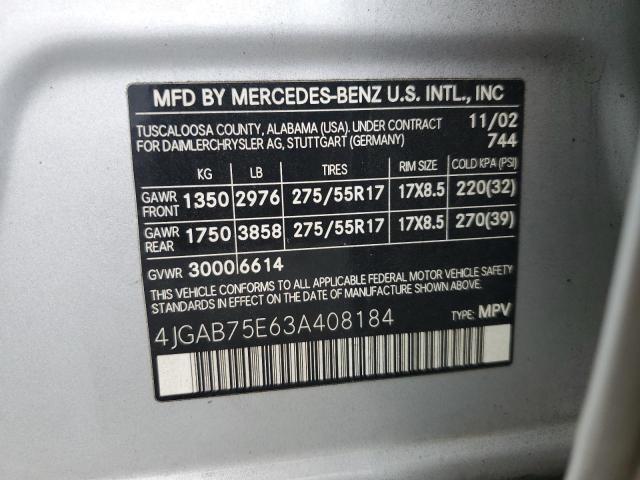 MFD BY MERCEDES-BENZ U.S. INTL., INC
TUSCALOOSA COUNTY, ALABAMA (USA). UNDER CONTRACT 11/02
FOR DAIMLERCHRYSLER AG, STUTTGART (GERMANY) 744
KG LB TIRES RIM SIZE COLD KPA (PSI)
GAWR FRONT 1350 2976 275/55R17 17X8.5 220(32)
GAWR REAR 1750 3858 275/55R17 17X8.5 270(39)
GVWR 3000 6614
THIS VEHICLE CONFORMS TO ALL APPLICABLE FEDERAL MOTOR VEHICLE SAFETY
STANDARDS IN EFFECT ON THE DATE OF MANUFACTURE SHOWN ABOVE.
4JGAB75E63A408184 TYPE: MPV